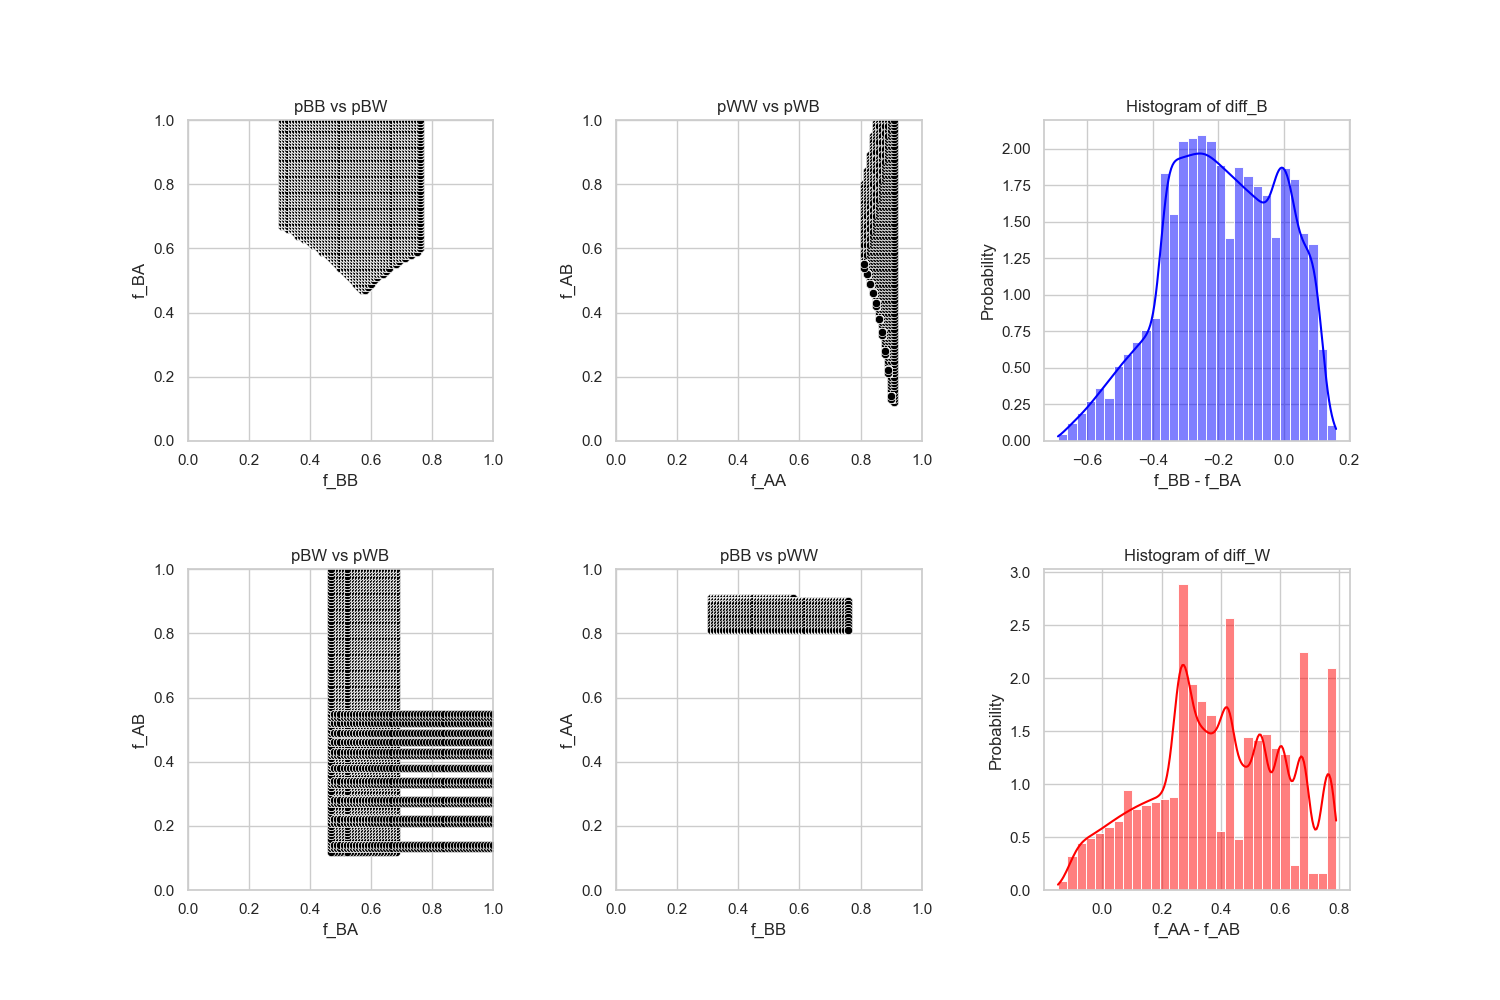 pBB vs pBW
1.0
0.8
0.6
0.4
0.2
0.0
f_BA
0.0 0.2 0.4 0.6 0.8 1.0
f_BB
pWW vs pWB
1.0
0.8
0.6
0.4
0.2
0.0
f_AB
0.0 0.2 0.4 0.6 0.8 1.0
f_AA
Histogram of diff_B
2.00
1.75
1.50
1.25
1.00
0.75
0.50
0.25
0.00
Probability
−0.6 −0.4 −0.2 0.0 0.2
f_BB - f_BA
pBW vs pWB
1.0
0.8
0.6
0.4
0.2
0.0
f_AB
0.0 0.2 0.4 0.6 0.8 1.0
f_BA
pBB vs pWW
1.0
0.8
0.6
0.4
0.2
0.0
f_AA
0.0 0.2 0.4 0.6 0.8 1.0
f_BB
Histogram of diff_W
3.0
2.5
2.0
1.5
1.0
0.5
0.0
Probability
0.0 0.2 0.4 0.6 0.8
f_AA - f_AB